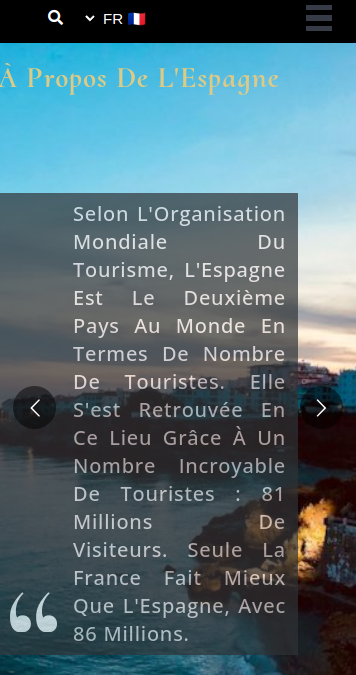 FR
À Propos De L'Espagne
Selon L'Organisation
Mondiale Du
Tourisme, L'Espagne
Est Le Deuxième
Pays Au Monde En
Termes De Nombre
De Touristes. Elle
S'est Retrouvée En
Ce Lieu Grâce À Un
Nombre Incroyable
De Touristes : 81
Millions De
Visiteurs. Seule La
France Fait Mieux
Que L'Espagne, Avec
86 Millions.